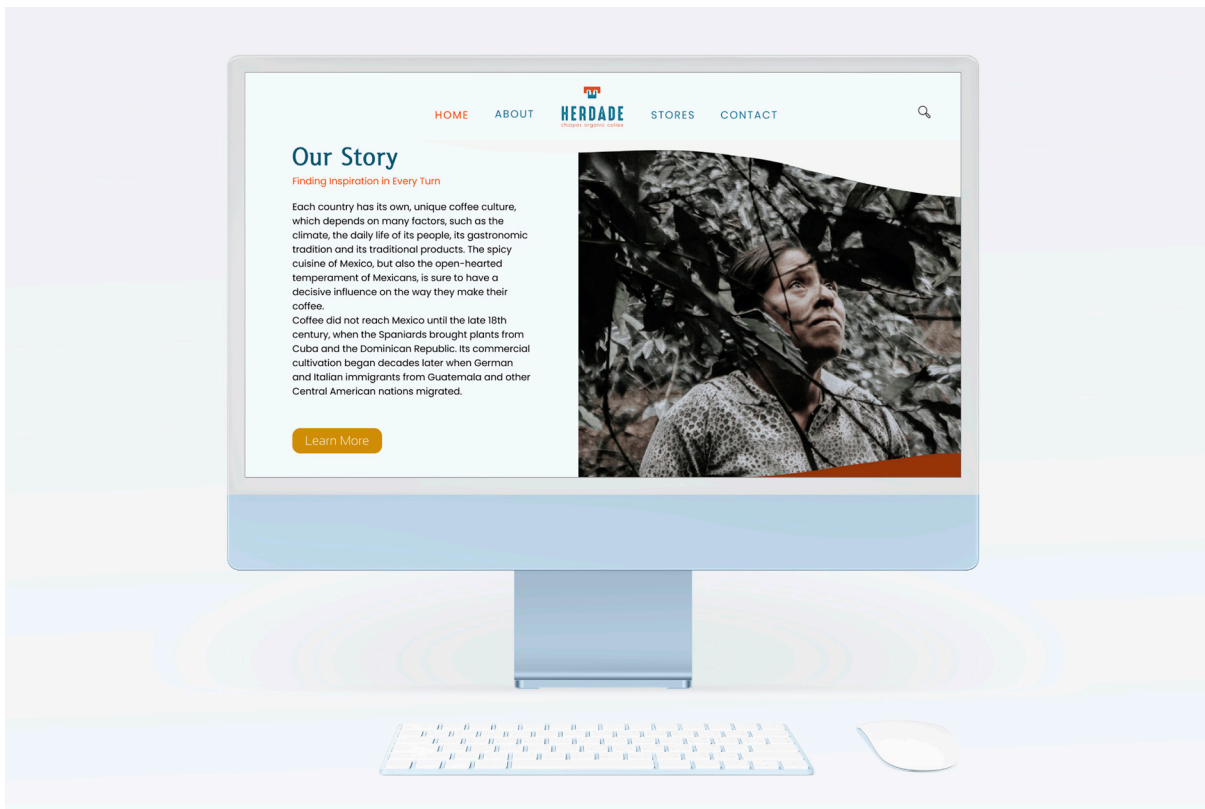 HOME
ABOUT
HERDADE
chiapas organic coffee
STORES
CONTACT
Our Story
Finding Inspiration in Every Turn
Each country has its own, unique coffee culture,
which depends on many factors, such as the
climate, the daily life of its people, its gastronomic
tradition and its traditional products. The spicy
cuisine of Mexico, but also the open-hearted
temperament of Mexicans, is sure to have a
decisive influence on the way they make their
coffee.
Coffee did not reach Mexico until the late 18th
century, when the Spaniards brought plants from
Cuba and the Dominican Republic. Its commercial
cultivation began decades later when German
and Italian immigrants from Guatemala and other
Central American nations migrated.
Learn More